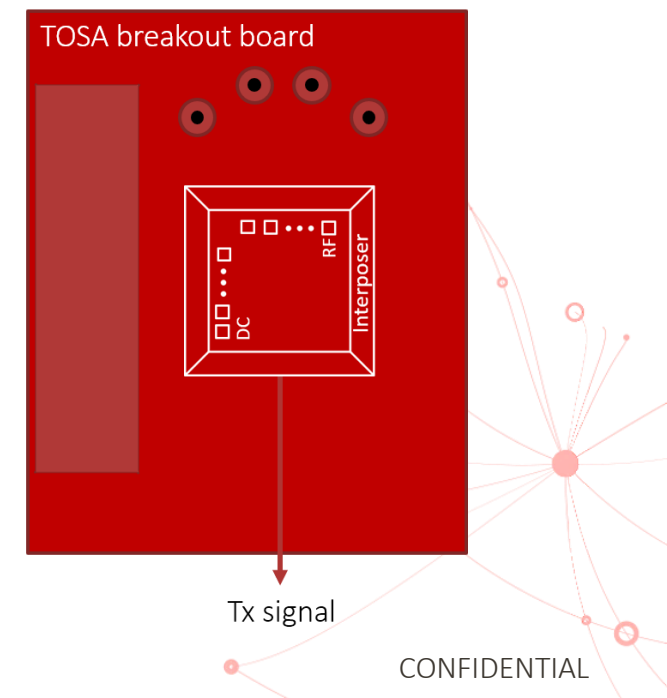 TOSA breakout board
RF
Interposer
DC
Tx signal
CONFIDENTIAL